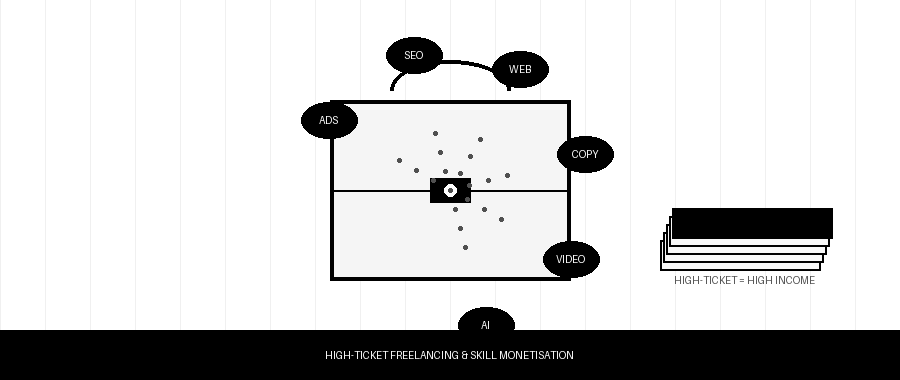 SEO
WEB
ADS
COPY
VIDEO
HIGH-TICKET = HIGH INCOME
AI
HIGH-TICKET FREELANCING & SKILL MONETISATION